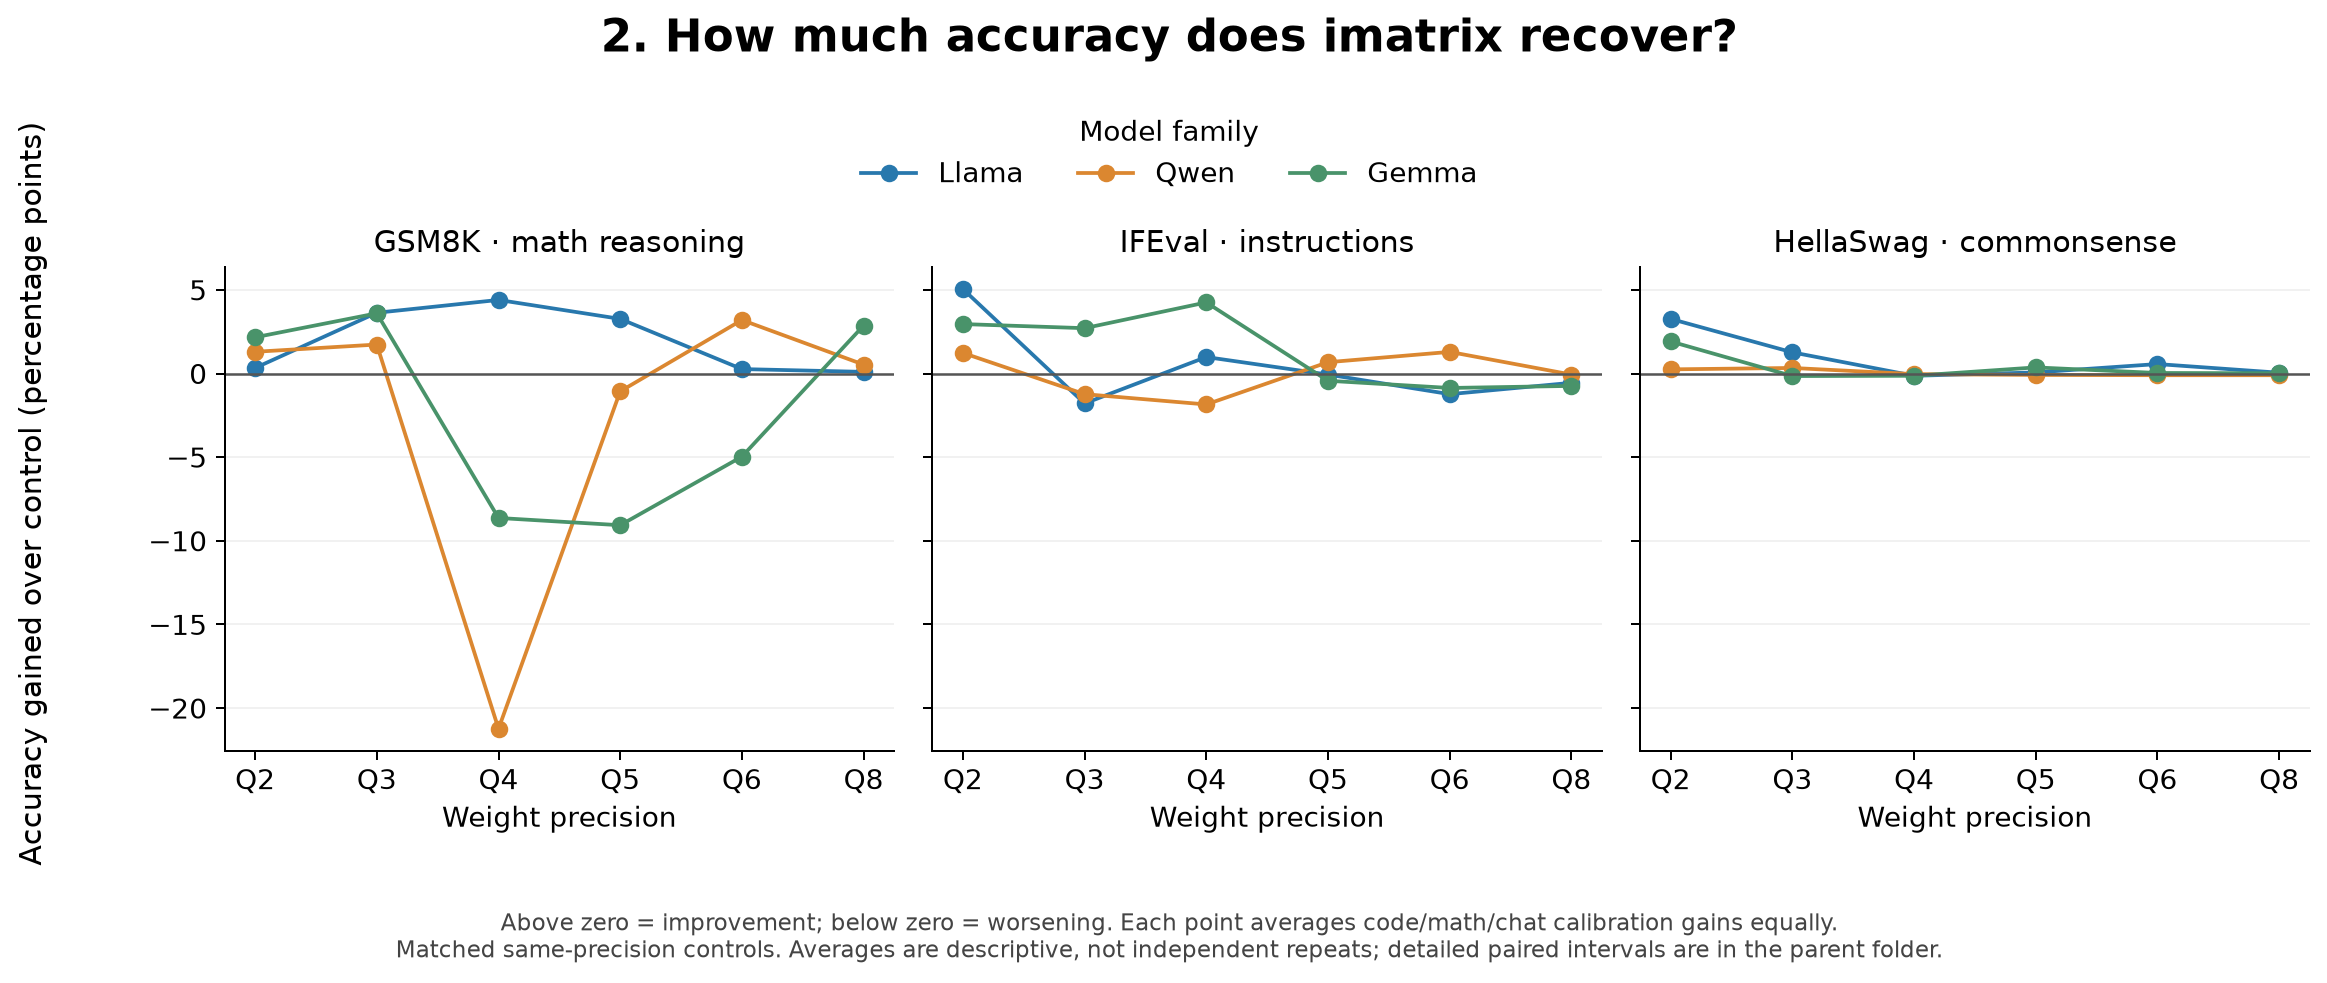 2. How much accuracy does imatrix recover?
Model family
Llama
Qwen
Gemma
Accuracy gained over control (percentage points)
GSM8K · math reasoning
5
0
−5
−10
−15
−20
Q2 Q3 Q4 Q5 Q6 Q8
Weight precision
IFEval · instructions
Q2 Q3 Q4 Q5 Q6 Q8
Weight precision
HellaSwag · commonsense
Q2 Q3 Q4 Q5 Q6 Q8
Weight precision
Above zero = improvement; below zero = worsening. Each point averages code/math/chat calibration gains equally.
Matched same-precision controls. Averages are descriptive, not independent repeats; detailed paired intervals are in the parent folder.